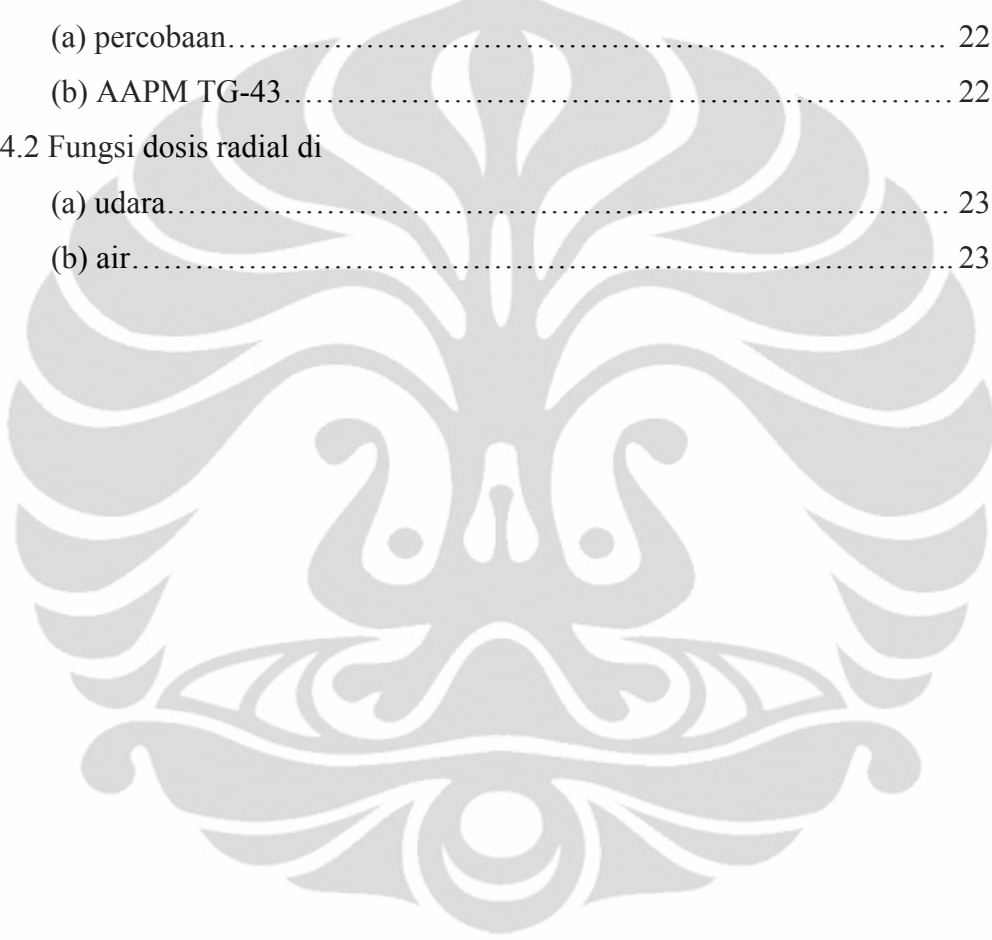 (a) percobaan…………………………………………………………..………. 22
(b) AAPM TG-43……………………………………………………………. 22
4.2 Fungsi dosis radial di
(a) udara…………………………………………………..………………… 23
(b) air………………………………………………………………………... 23